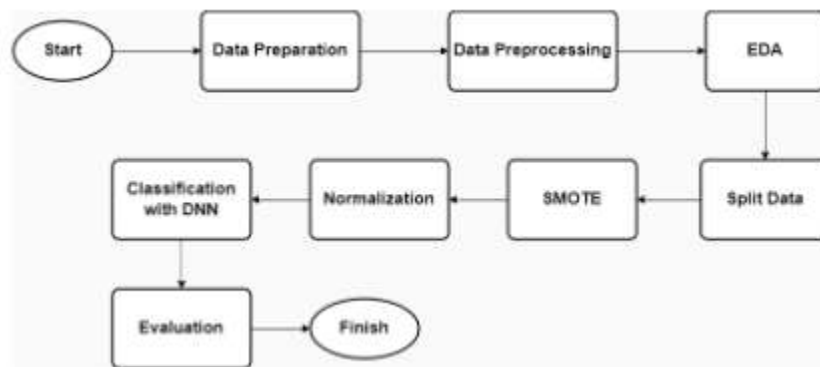 Start
Data Preparation
Data Preprocessing
EDA
Split Data
SMOTE
Normalization
Classification
with DNN
Evaluation
Finish